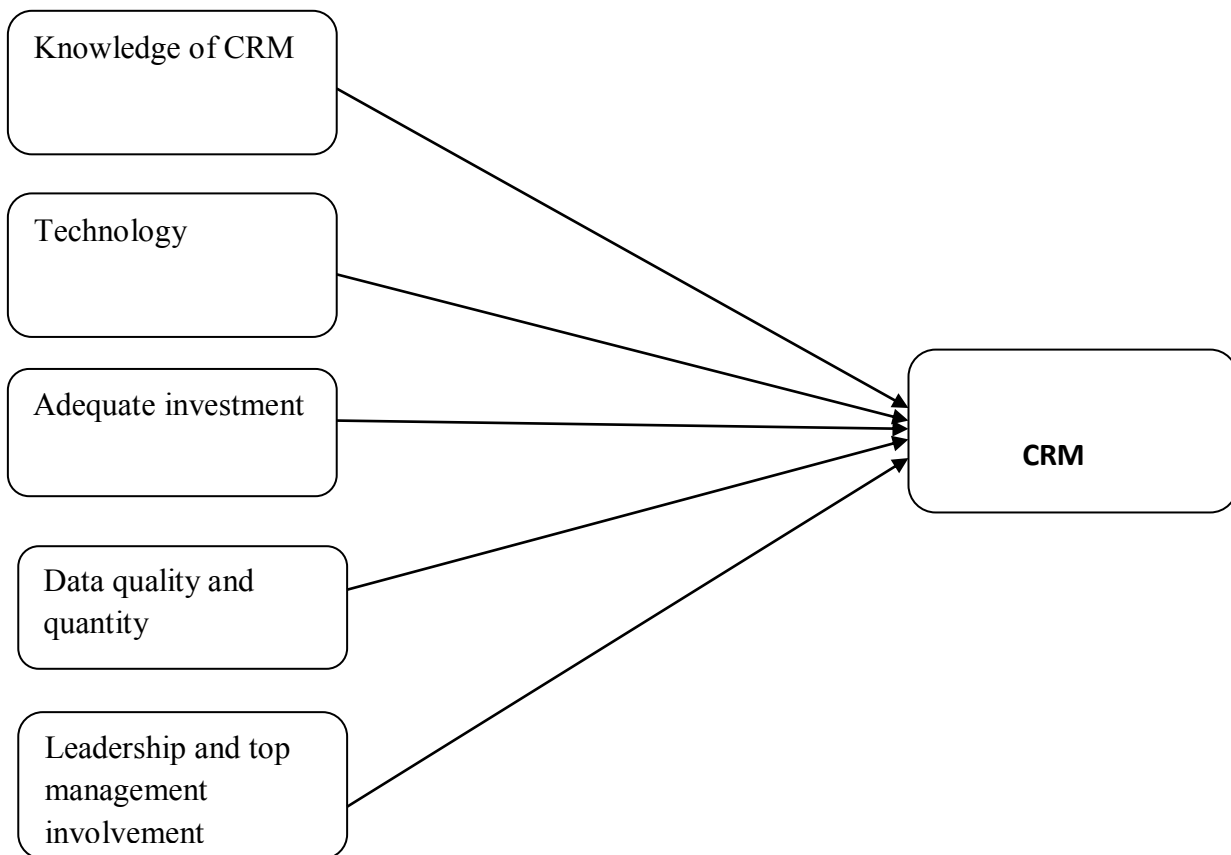 Knowledge of CRM
Technology
Adequate investment
CRM
Data quality and
quantity
Leadership and top
management
involvement